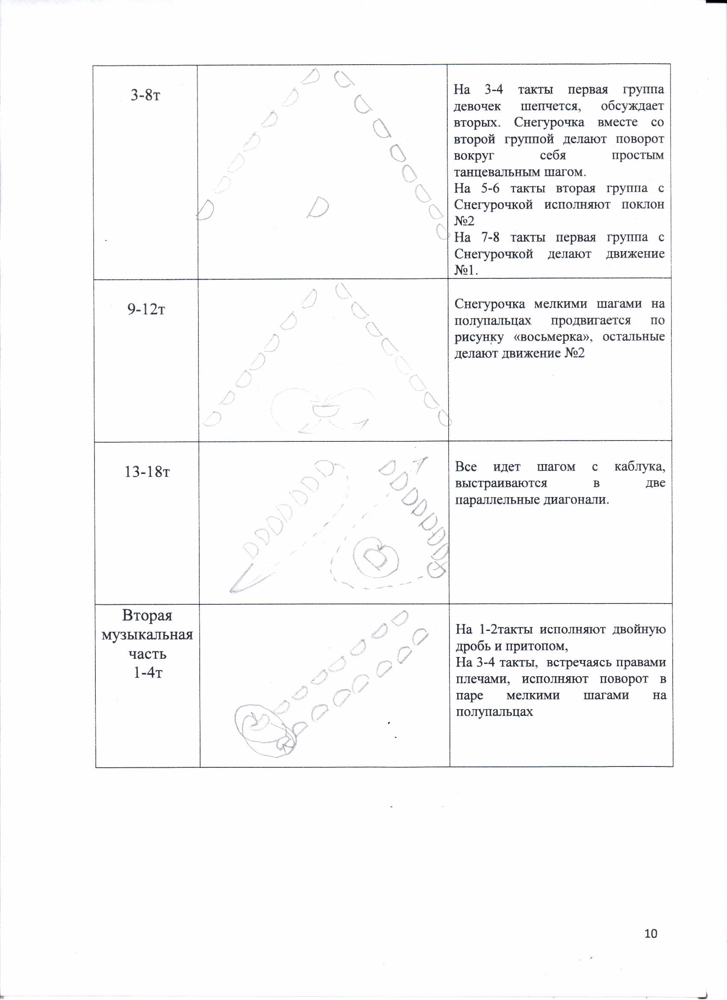 3-8т
На 3-4 такты первая группа
девочек шепчется, обсуждает
вторых. Снегурочка вместе со
второй группой делают поворот
вокруг себя простым
танцевальным шагом.
На 5-6 такты вторая группа с
Снегурочкой исполняют поклон
№2
На 7-8 такты первая группа с
Снегурочкой делают движение
№1.
9-12т
Снегурочка мелкими шагами на
полупальцах продвигается по
рисунку «восьмерка», остальные
делают движение №2
13-18т
Все идет шагом с каблука,
выстраиваются в две
параллельные диагонали.
Вторая
музыкальная
часть
1-4т
На 1-2такты исполняют двойную
дробь и притопом,
На 3-4 такты, встречаясь правами
плечами, исполняют поворот в
паре мелкими шагами на
полупальцах
10